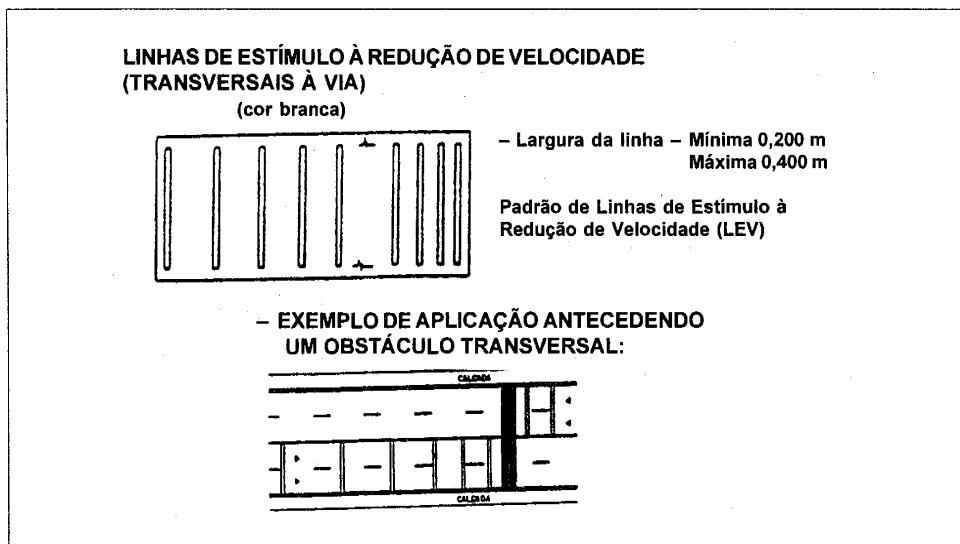 LINHAS DE ESTÍMULO À REDUÇÃO DE VELOCIDADE
(TRANSVERSAIS À VIA)
(cor branca)
– Largura da linha – Mínima 0,200 m
Máxima 0,400 m
Padrão de Linhas de Estímulo à
Redução de Velocidade (LEV)
– EXEMPLO DE APLICAÇÃO ANTECEDENDO
UM OBSTÁCULO TRANSVERSAL:
CALÇADA
CALÇADA